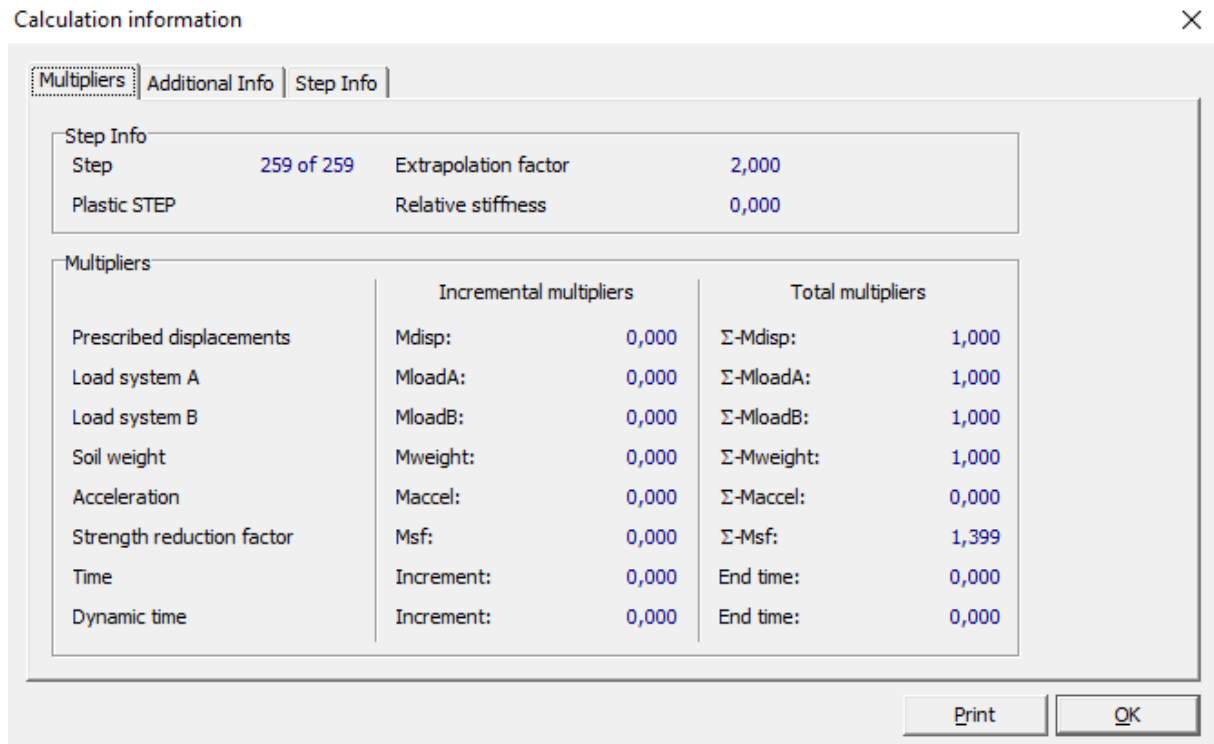 Calculation information
Multipliers Additional Info Step Info
Step Info
Step 259 of 259 Extrapolation factor 2,000
Plastic STEP Relative stiffness 0,000
Multipliers
Incremental multipliers Total multipliers
Prescribed displacements Mdisp: 0,000 Σ-Mdisp: 1,000
Load system A MloadA: 0,000 Σ-MloadA: 1,000
Load system B MloadB: 0,000 Σ-MloadB: 1,000
Soil weight Mweight: 0,000 Σ-Mweight: 1,000
Acceleration Maccel: 0,000 Σ-Maccel: 0,000
Strength reduction factor Msf: 0,000 Σ-Msf: 1,399
Time Increment: 0,000 End time: 0,000
Dynamic time Increment: 0,000 End time: 0,000
Print OK